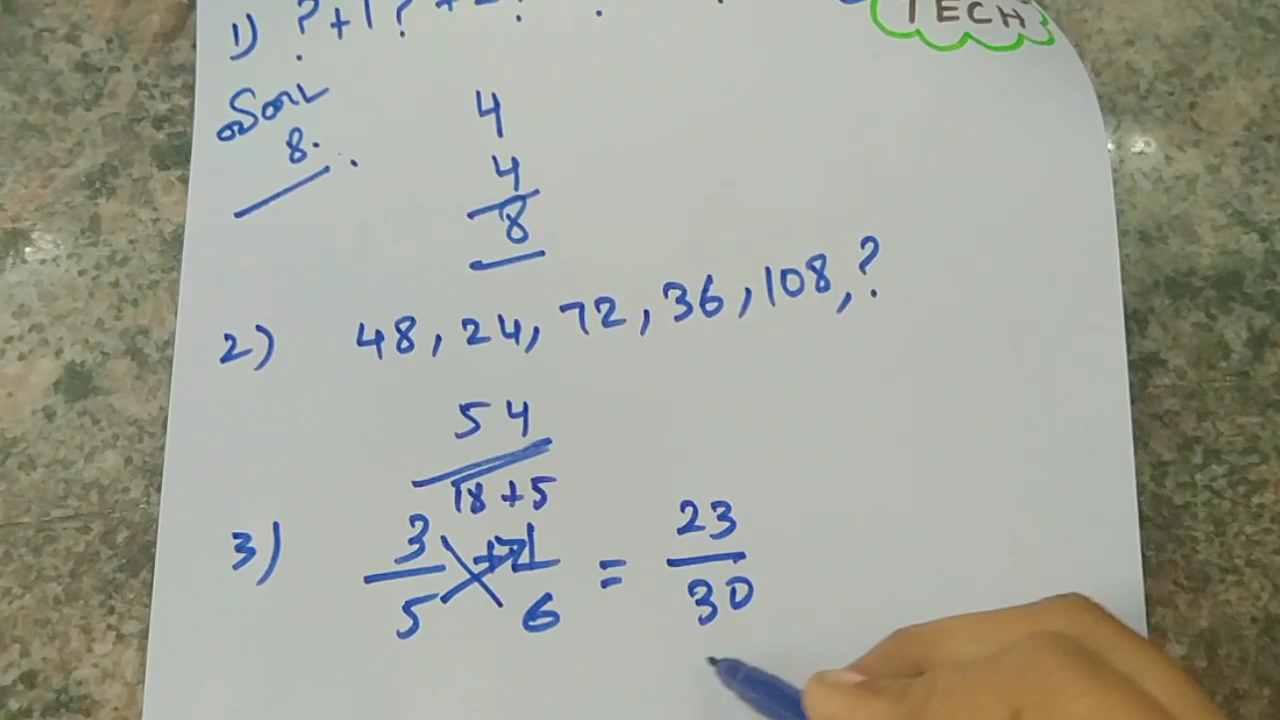 TECH
1) ?+1?+2?
8.
4
4
8
2) 48, 24, 72, 36, 108, ?
54
18+5
3) 3/5 + 1/6 = 23/30